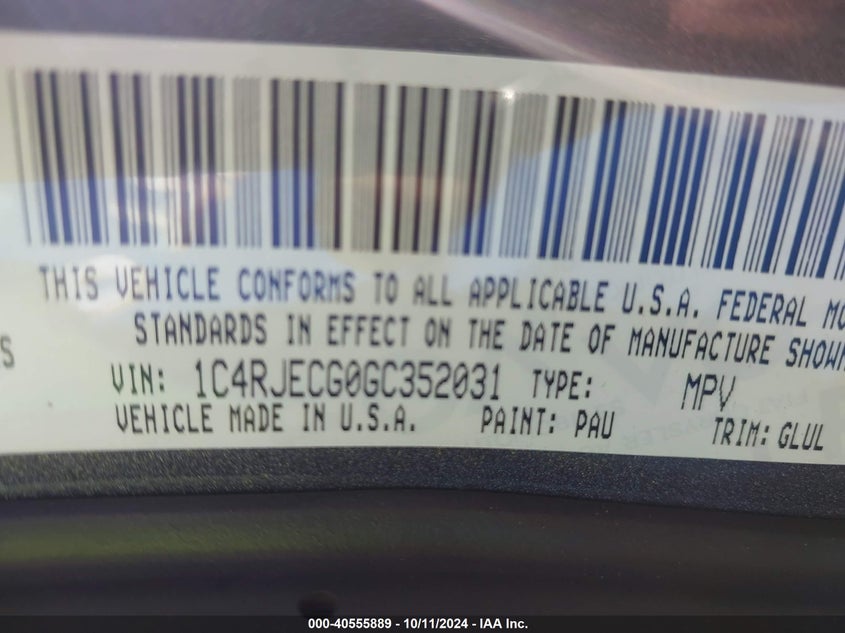 THIS VEHICLE CONFORMS TO ALL APPLICABLE U.S.A. FEDERAL
STANDARDS IN EFFECT ON THE DATE OF MANUFACTURE SHOWN
S
VIN: 1C4RJECG0GC352031 TYPE: MPV
VEHICLE MADE IN U.S.A. PAINT: PAU TRIM: GLUL
000-40555889 - 10/11/2024 - IAA Inc.